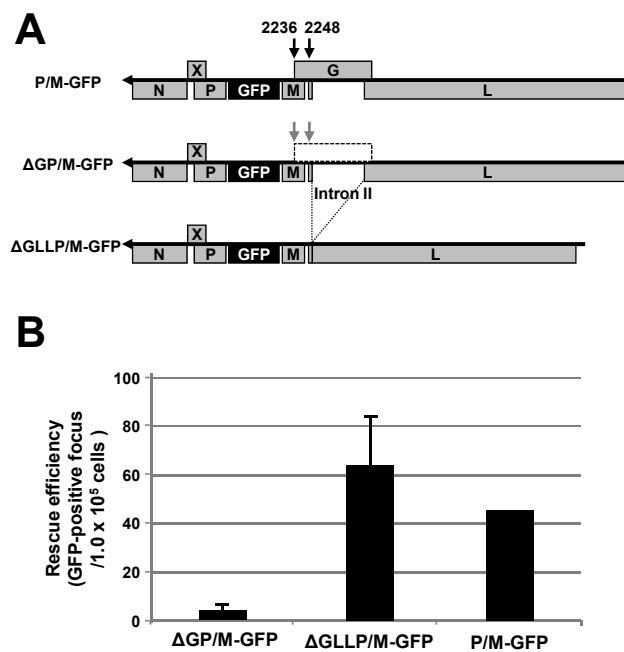 A
2236 2248
X G
P/M-GFP
N P GFP M L
X
ΔGP/M-GFP
N P GFP M L
Intron II
X
ΔGLLP/M-GFP
N P GFP M L
B
Rescue efficiency
(GFP-positive focus
/1.0 x 10⁵ cells )
100
80
60
40
20
0
ΔGP/M-GFP ΔGLLP/M-GFP P/M-GFP